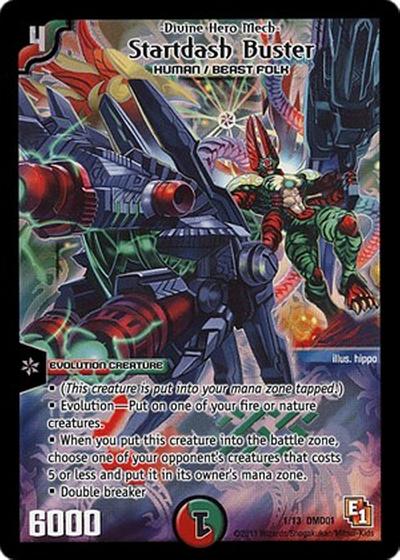 4
-Divine Hero Mech-
Startdash Buster
HUMAN / BEAST FOLK
illus. hippo
EVOLUTION CREATURE
▪ (This creature is put into your mana zone tapped.)
▪ Evolution—Put on one of your fire or nature
creatures.
▪ When you put this creature into the battle zone,
choose one of your opponent's creatures that costs
5 or less and put it in its owner's mana zone.
▪ Double breaker
6000
1
1/13 DMD01
E1
©2011 Wizards/Shogakukan/Mitsui-Kids